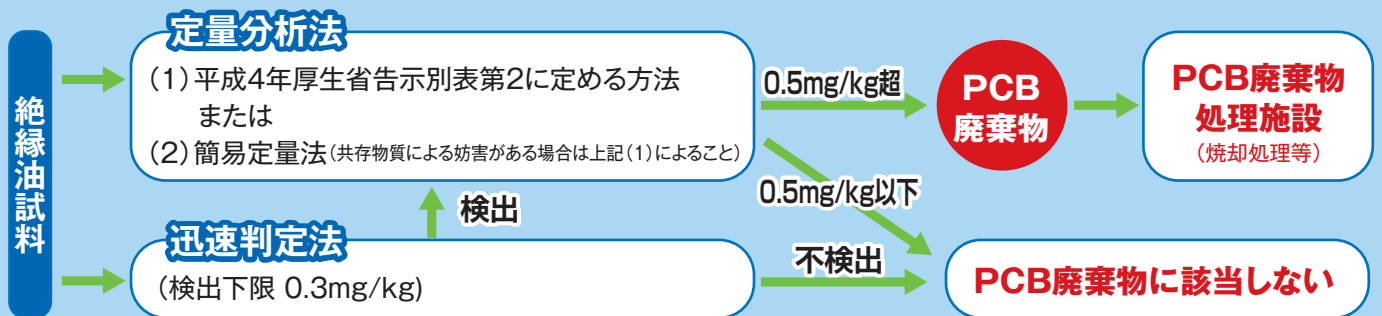 絶縁油試料
定量分析法
（1）平成4年厚生省告示別表第2に定める方法
または
（2）簡易定量法（共存物質による妨害がある場合は上記（1）によること）
0.5mg/kg超
PCB
廃棄物
PCB廃棄物
処理施設
（焼却処理等）
検出
0.5mg/kg以下
迅速判定法
(検出下限 0.3mg/kg)
不検出
PCB廃棄物に該当しない